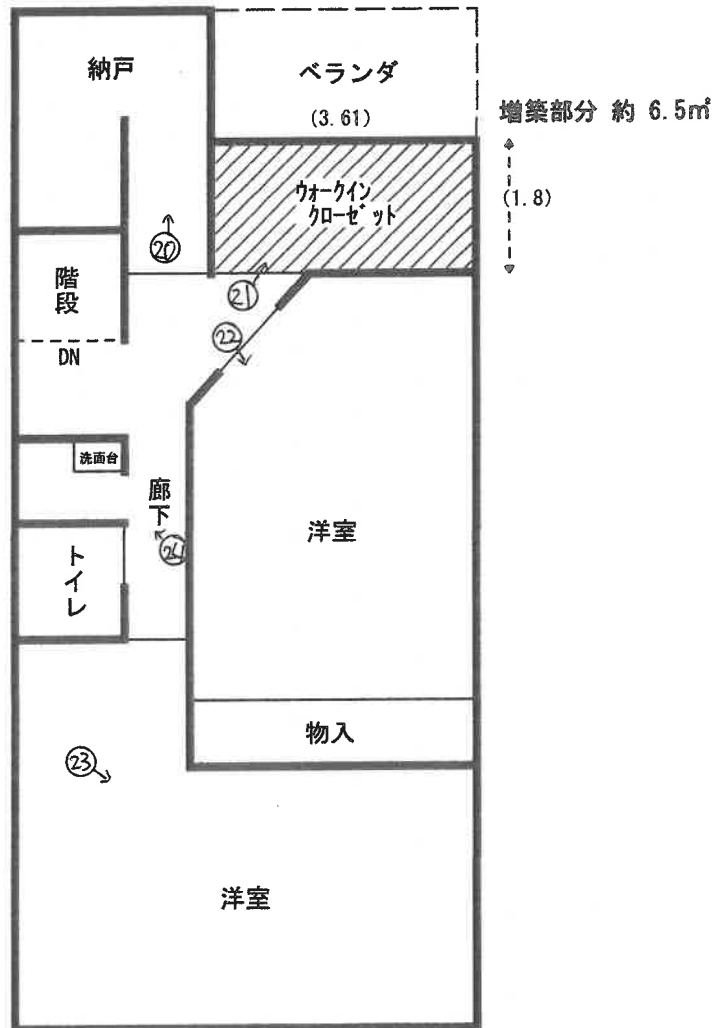 納戸
ベランダ
(3.61)
増築部分 約 6.5㎡
(1.8)
ウォークイン
クローゼット
⑳
㉑
階段
㉒
DN
洗面台
廊下
洋室
㉔
トイレ
物入
㉓
洋室